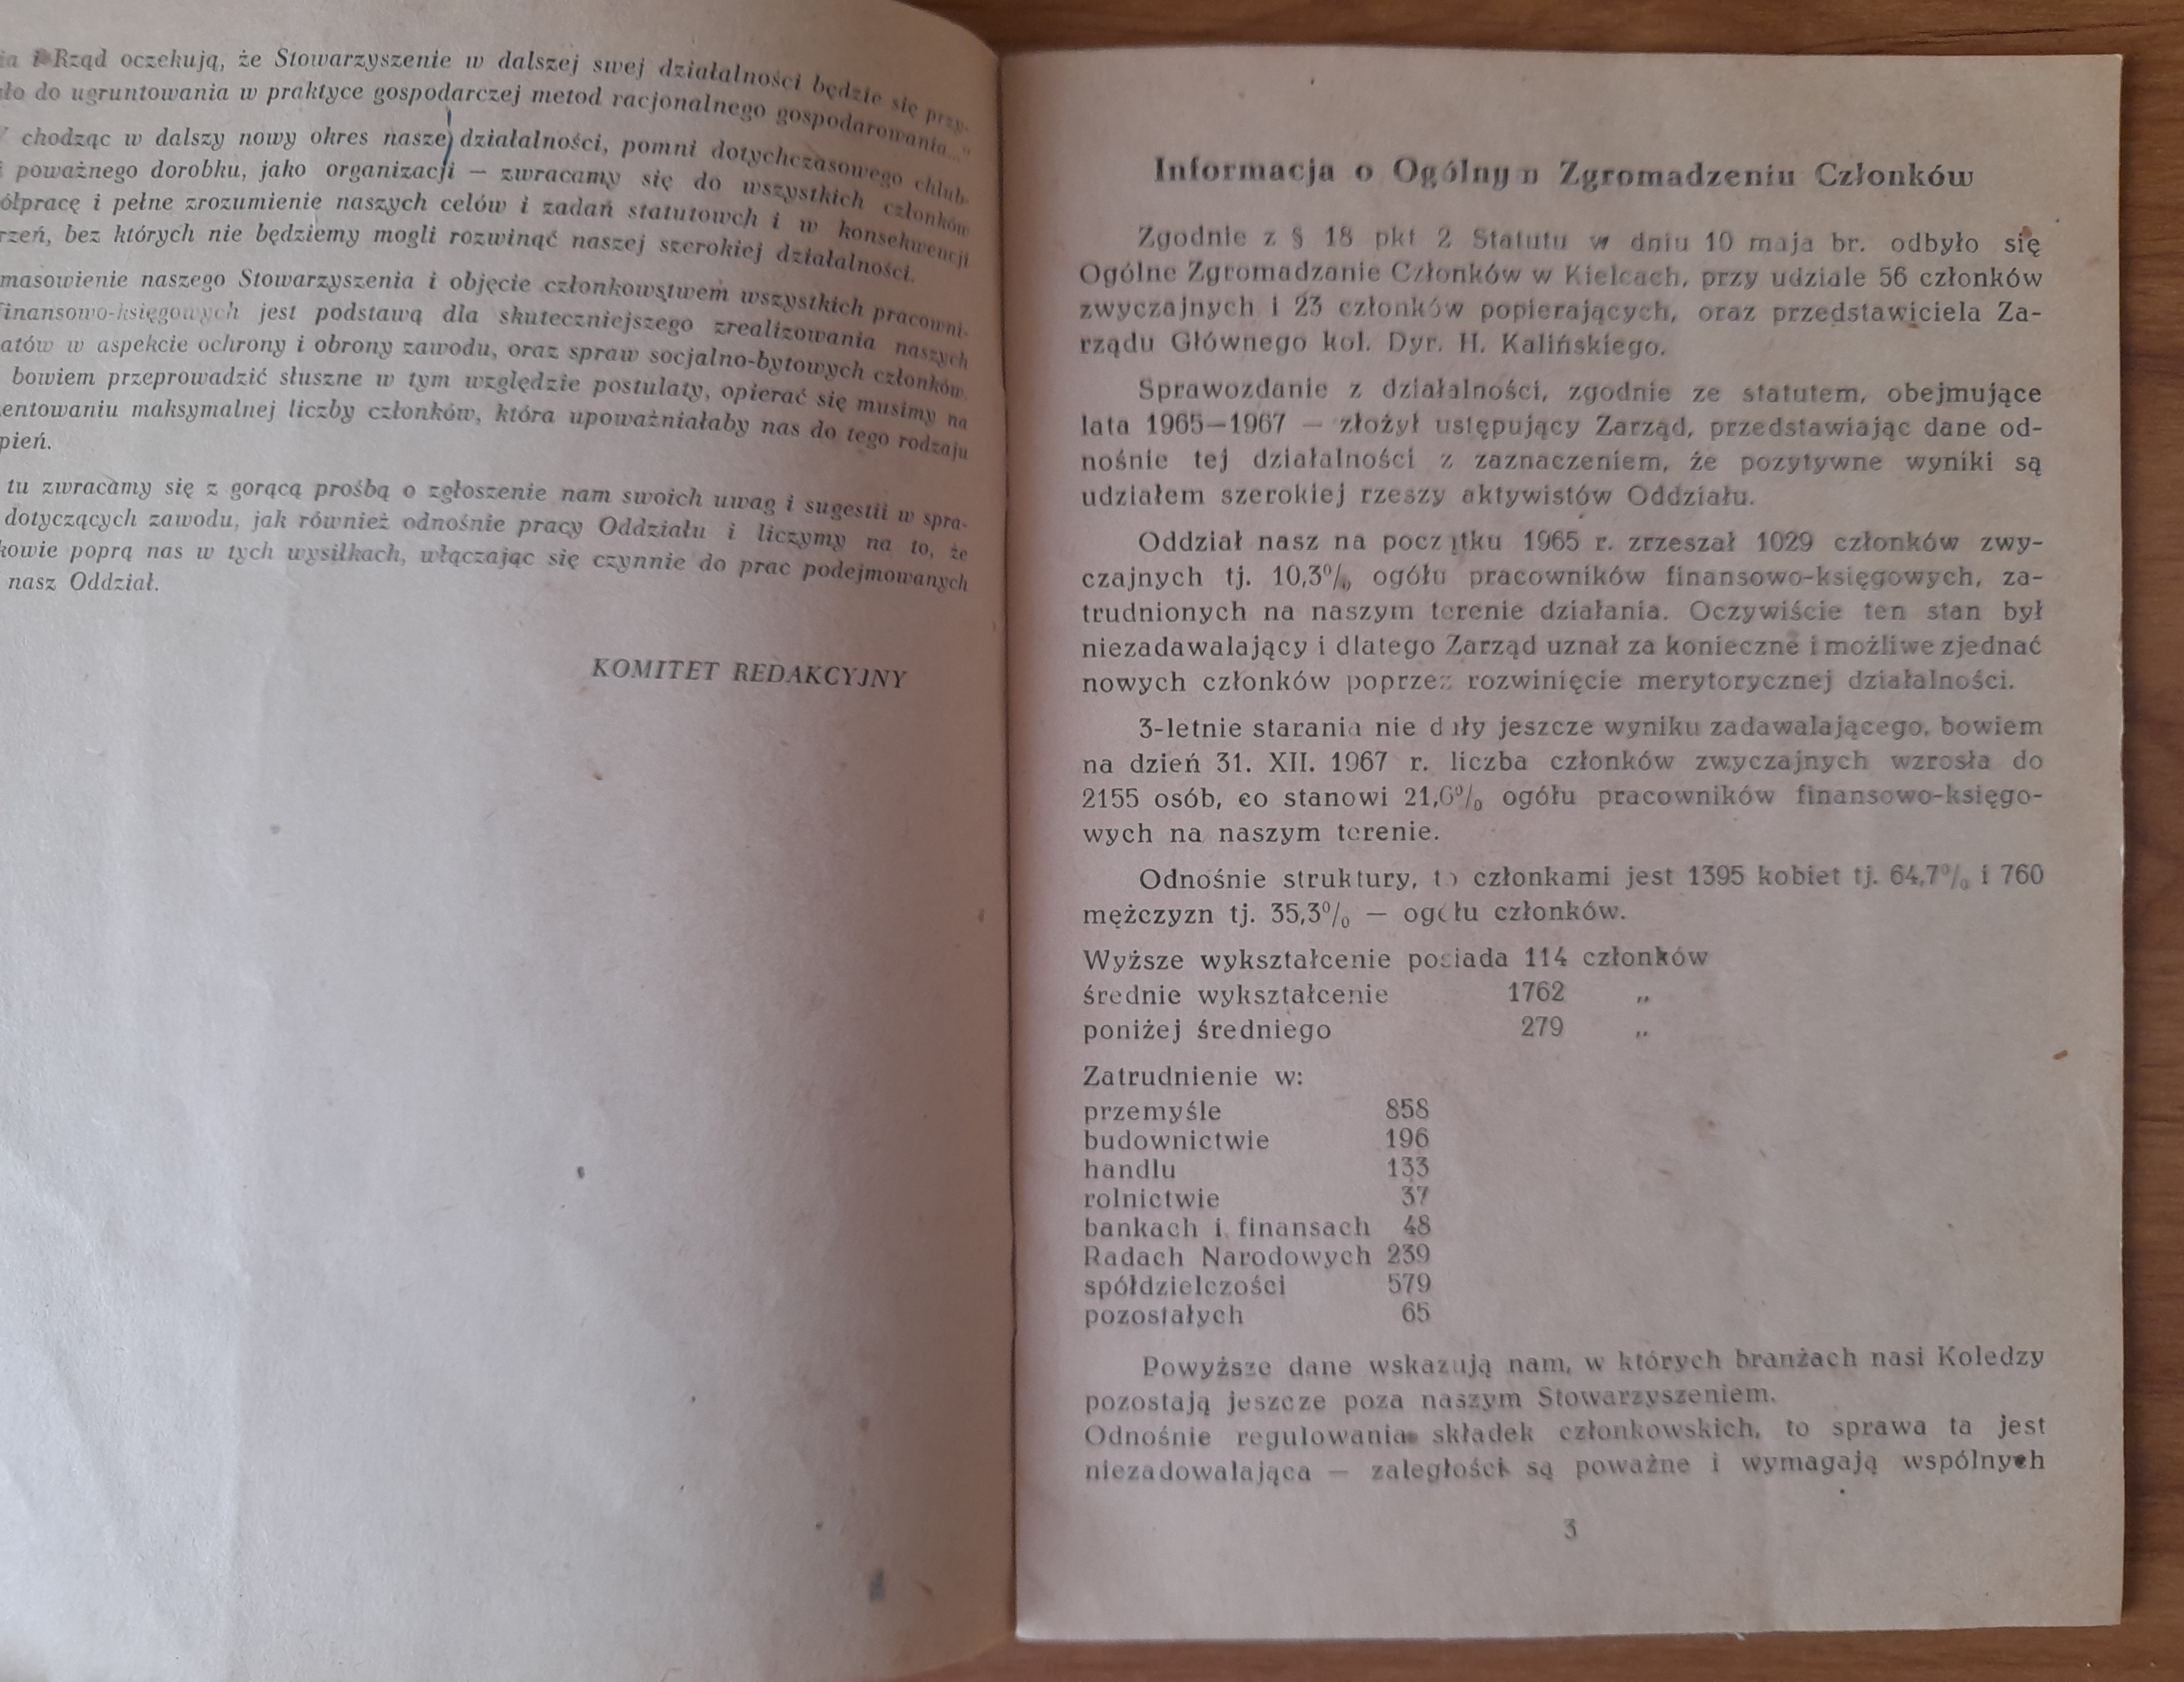 i Rząd oczekują, że Stowarzyszenie w dalszej swej działalności będzie się przy-
ło do ugruntowania w praktyce gospodarczej metod racjonalnego gospodarowania..."
chodząc w dalszy nowy okres naszej działalności, pomni dotychczasowego chlub-
i poważnego dorobku, jako organizacji — zwracamy się do wszystkich członków
ółpracę i pełne zrozumienie naszych celów i zadań statutowch i w konsekwencji
rzeń, bez których nie będziemy mogli rozwinąć naszej szerokiej działalności.
masowienie naszego Stowarzyszenia i objęcie członkowstwem wszystkich pracowni-
finansowo-księgowych jest podstawą dla skuteczniejszego zrealizowania naszych
atów w aspekcie ochrony i obrony zawodu, oraz spraw socjalno-bytowych członków.
bowiem przeprowadzić słuszne w tym względzie postulaty, opierać się musimy na
entowaniu maksymalnej liczby członków, która upoważniałaby nas do tego rodzaju
pień.
tu zwracamy się z gorącą prośbą o zgłoszenie nam swoich uwag i sugestii w spra-
dotyczących zawodu, jak również odnośnie pracy Oddziału i liczymy na to, że
kowie poprą nas w tych wysiłkach, włączając się czynnie do prac podejmowanych
nasz Oddział.
KOMITET REDAKCYJNY
Informacja o Ogólnym Zgromadzeniu Członków
Zgodnie z § 18 pkt 2 Statutu w dniu 10 maja br. odbyło się
Ogólne Zgromadzanie Członków w Kielcach, przy udziale 56 członków
zwyczajnych i 23 członków popierających, oraz przedstawiciela Za-
rządu Głównego kol. Dyr. H. Kalińskiego.
Sprawozdanie z działalności, zgodnie ze statutem, obejmujące
lata 1965—1967 — złożył ustępujący Zarząd, przedstawiając dane od-
nośnie tej działalności z zaznaczeniem, że pozytywne wyniki są
udziałem szerokiej rzeszy aktywistów Oddziału.
Oddział nasz na początku 1965 r. zrzeszał 1029 członków zwy-
czajnych tj. 10,3% ogółu pracowników finansowo-księgowych, za-
trudnionych na naszym terenie działania. Oczywiście ten stan był
niezadawalający i dlatego Zarząd uznał za konieczne i możliwe zjednać
nowych członków poprzez rozwinięcie merytorycznej działalności.
3-letnie starania nie dały jeszcze wyniku zadawalającego, bowiem
na dzień 31. XII. 1967 r. liczba członków zwyczajnych wzrosła do
2155 osób, co stanowi 21,6% ogółu pracowników finansowo-księgo-
wych na naszym terenie.
Odnośnie struktury, to członkami jest 1395 kobiet tj. 64,7% i 760
mężczyzn tj. 35,3% — ogółu członków.
Wyższe wykształcenie posiada 114 członków
średnie wykształcenie 1762 „
poniżej średniego 279 „
Zatrudnienie w:
przemyśle 858
budownictwie 196
handlu 133
rolnictwie 37
bankach i finansach 48
Radach Narodowych 239
spółdzielczości 579
pozostałych 65
Powyższe dane wskazują nam, w których branżach nasi Koledzy
pozostają jeszcze poza naszym Stowarzyszeniem.
Odnośnie regulowania składek członkowskich, to sprawa ta jest
niezadowalająca — zaległości są poważne i wymagają wspólnych
3